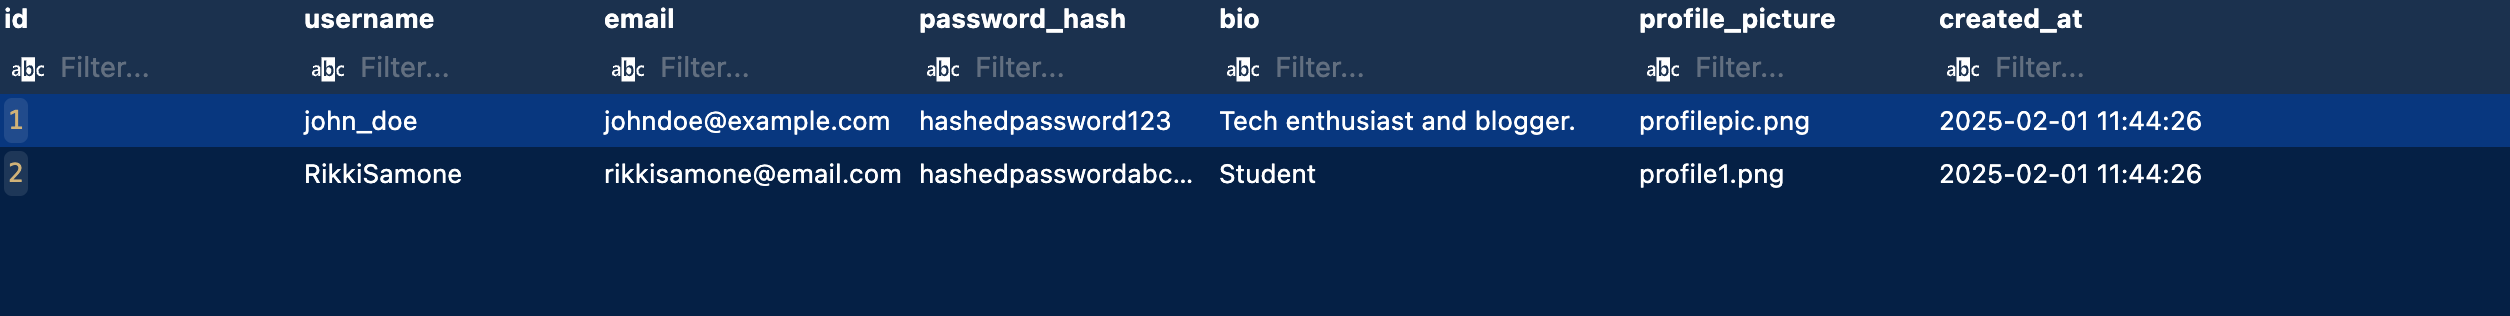 id username email password_hash bio profile_picture created_at
abc Filter... abc Filter... abc Filter... abc Filter... abc Filter... abc Filter... abc Filter...
1 john_doe johndoe@example.com hashedpassword123 Tech enthusiast and blogger. profilepic.png 2025-02-01 11:44:26
2 RikkiSamone rikkisamone@email.com hashedpasswordabc... Student profile1.png 2025-02-01 11:44:26